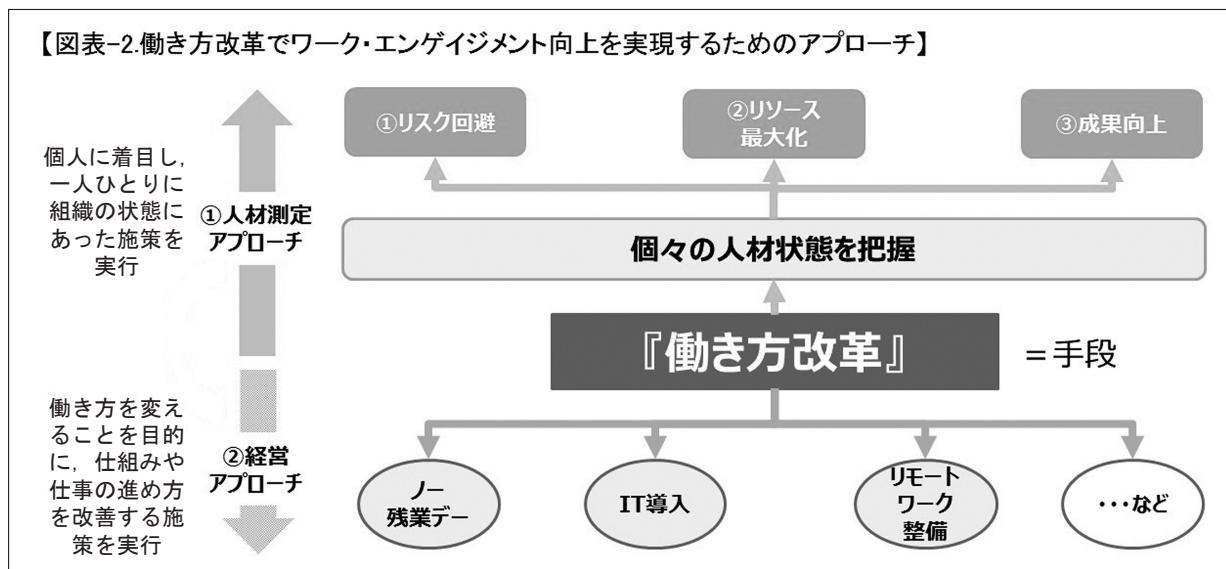 【図表-2.働き方改革でワーク・エンゲイジメント向上を実現するためのアプローチ】
①リスク回避
②リソース
最大化
③成果向上
個人に着目し,
一人ひとりに
組織の状態に
あった施策を
実行
①人材測定
アプローチ
個々の人材状態を把握
『働き方改革』
＝手段
働き方を変え
ることを目的
に，仕組みや
仕事の進め方
を改善する施
策を実行
②経営
アプローチ
ノー
残業デー
IT導入
リモート
ワーク
整備
・・・など